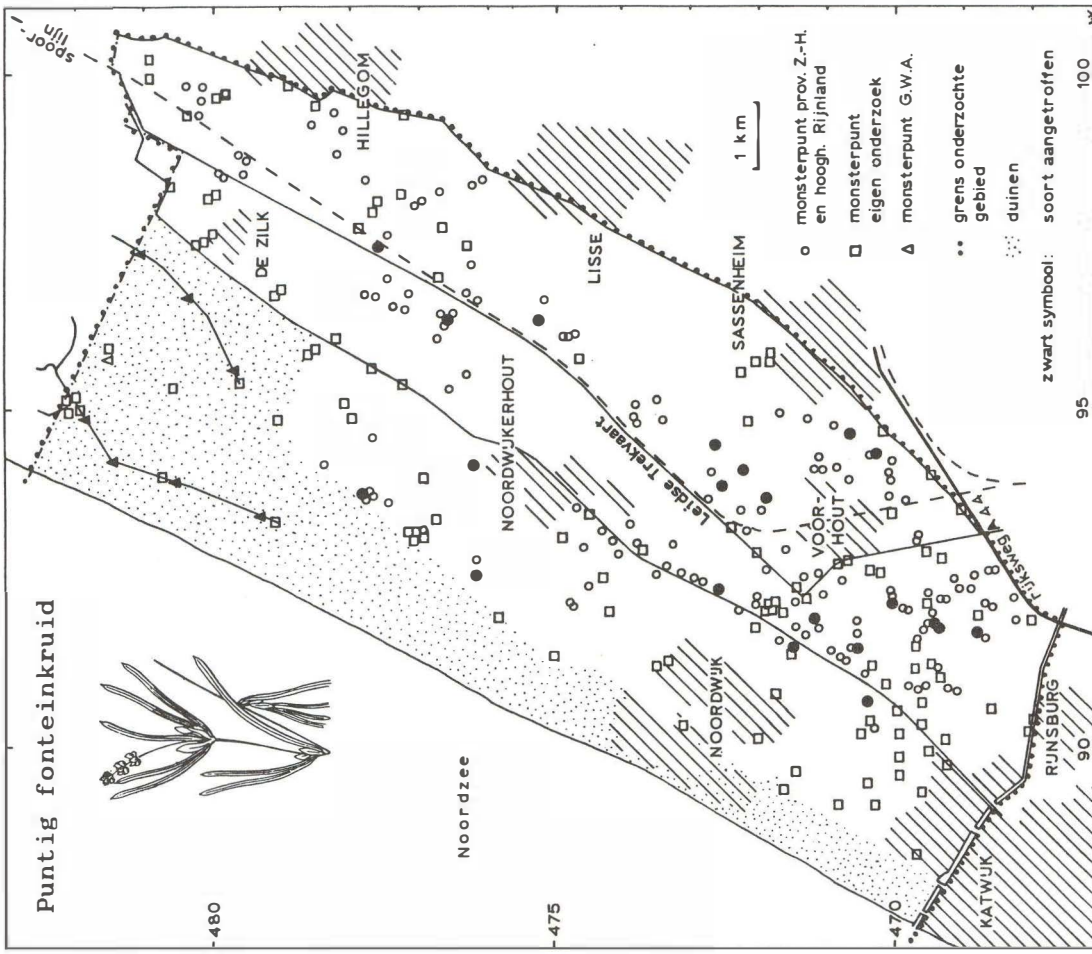 Puntig fonteinkruid
Noordzee
spoor-
lijn
HILLEGOM
DE ZILK
LISSE
NOORDWIJKERHOUT
SASSENHEIM
Leidse Trekvaart
VOOR-
HOUT
NOORDWIJK
Rijksweg A 44
RIJNSBURG
KATWIJK
480
475
470
90
95
100
1 km
monsterpunt prov. Z.-H.
en hoogh. Rijnland
monsterpunt
eigen onderzoek
monsterpunt G.W.A.
grens onderzochte
gebied
duinen
zwart symbool: soort aangetroffen